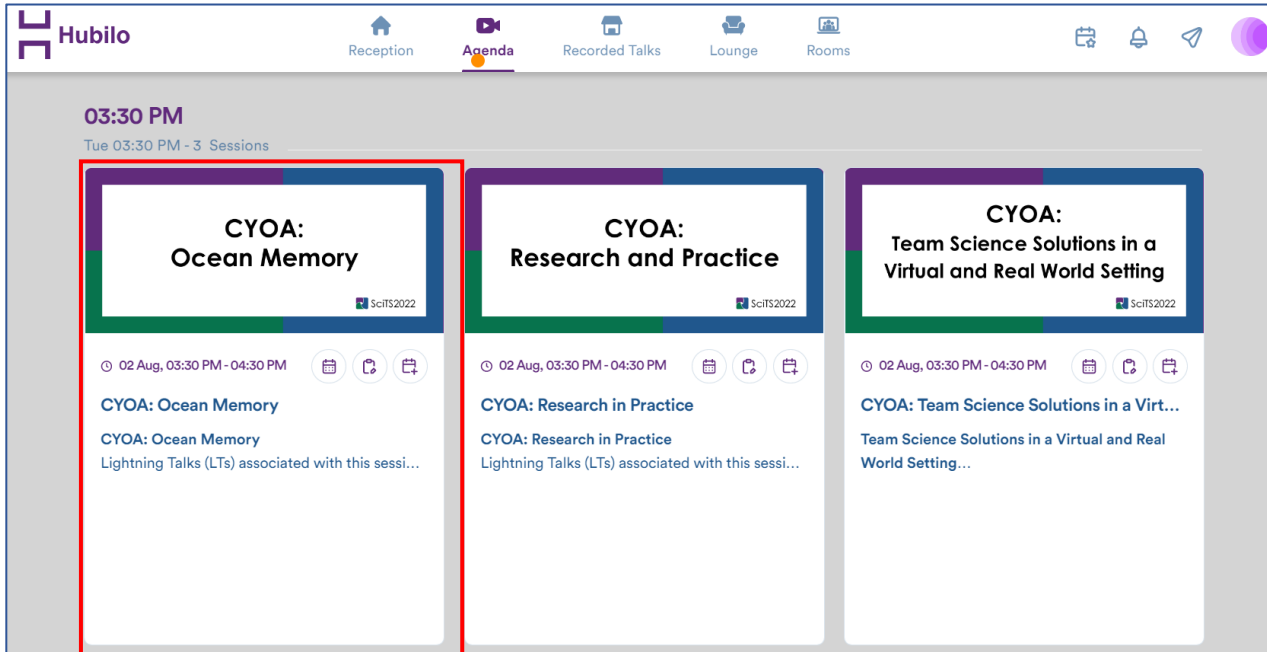 Hubilo
Reception
Agenda
Recorded Talks
Lounge
Rooms
03:30 PM
Tue 03:30 PM - 3 Sessions
CYOA:
Ocean Memory
SciTS2022
02 Aug, 03:30 PM - 04:30 PM
CYOA: Ocean Memory
CYOA: Ocean Memory
Lightning Talks (LTs) associated with this sessi...
CYOA:
Research and Practice
SciTS2022
02 Aug, 03:30 PM - 04:30 PM
CYOA: Research in Practice
CYOA: Research in Practice
Lightning Talks (LTs) associated with this sessi...
CYOA:
Team Science Solutions in a
Virtual and Real World Setting
SciTS2022
02 Aug, 03:30 PM - 04:30 PM
CYOA: Team Science Solutions in a Virt...
Team Science Solutions in a Virtual and Real
World Setting...